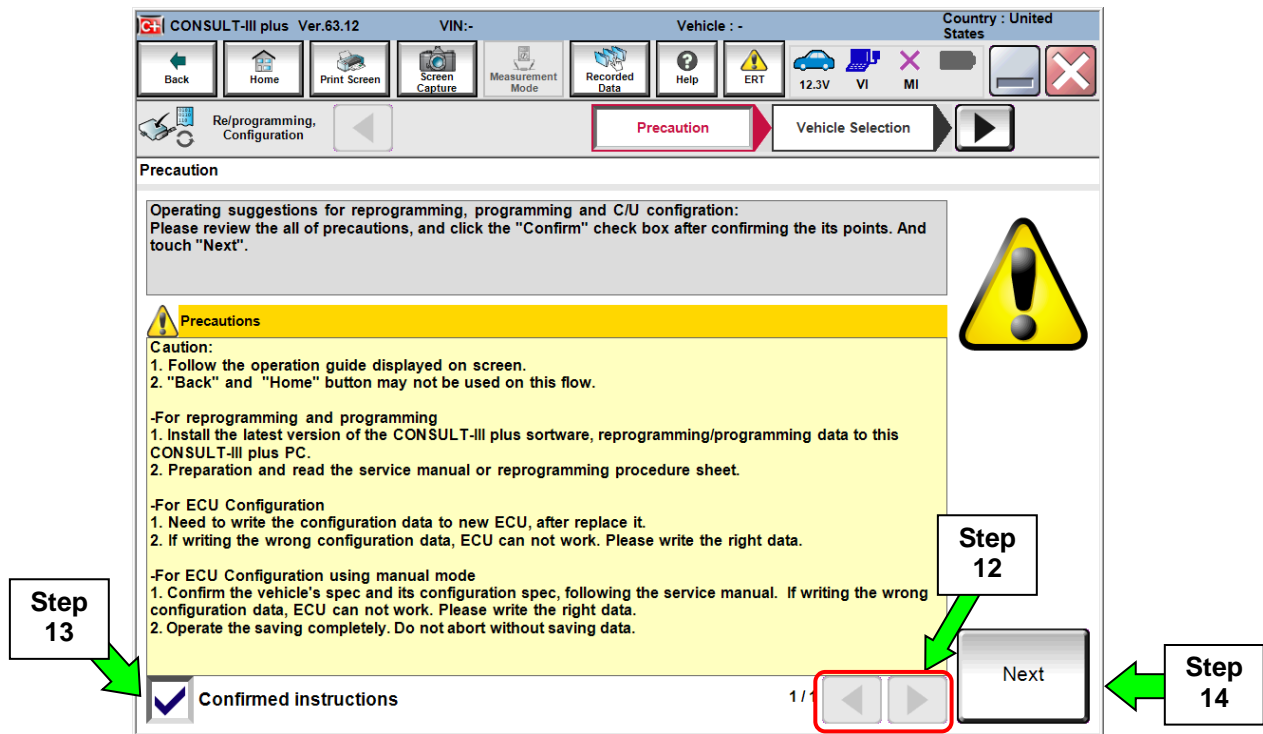 CONSULT-III plus Ver.63.12 VIN:- Vehicle : - Country : United States
Back
Home
Print Screen
Screen Capture
Measurement Mode
Recorded Data
Help
ERT
12.3V
VI
MI
Re/programming, Configuration
Precaution
Vehicle Selection
Precaution
Operating suggestions for reprogramming, programming and C/U configration:
Please review the all of precautions, and click the "Confirm" check box after confirming the its points. And
touch "Next".
Precautions
Caution:
1. Follow the operation guide displayed on screen.
2. "Back" and "Home" button may not be used on this flow.
-For reprogramming and programming
1. Install the latest version of the CONSULT-III plus sortware, reprogramming/programming data to this
CONSULT-III plus PC.
2. Preparation and read the service manual or reprogramming procedure sheet.
-For ECU Configuration
1. Need to write the configuration data to new ECU, after replace it.
2. If writing the wrong configuration data, ECU can not work. Please write the right data.
-For ECU Configuration using manual mode
1. Confirm the vehicle's spec and its configuration spec, following the service manual. If writing the wrong
configuration data, ECU can not work. Please write the right data.
2. Operate the saving completely. Do not abort without saving data.
Step
12
Step
13
Confirmed instructions
1/1
Next
Step
14